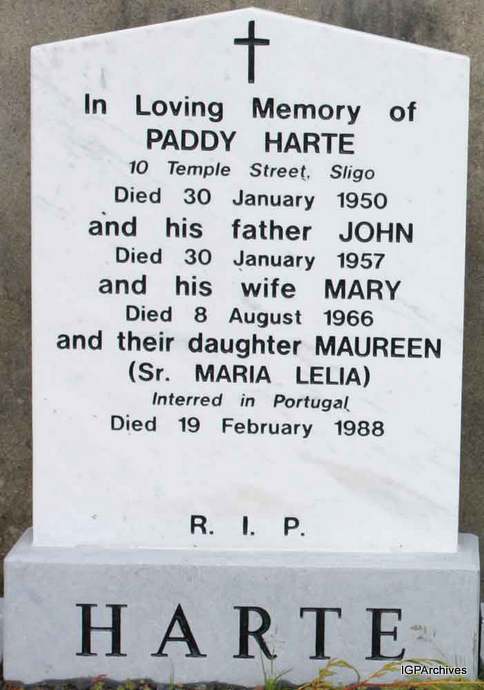 In Loving Memory of
PADDY HARTE
10 Temple Street, Sligo
Died 30 January 1950
and his father JOHN
Died 30 January 1957
and his wife MARY
Died 8 August 1966
and their daughter MAUREEN
(Sr. MARIA LELIA)
Interred in Portugal
Died 19 February 1988
R. I. P.
HARTE
IGPArchives